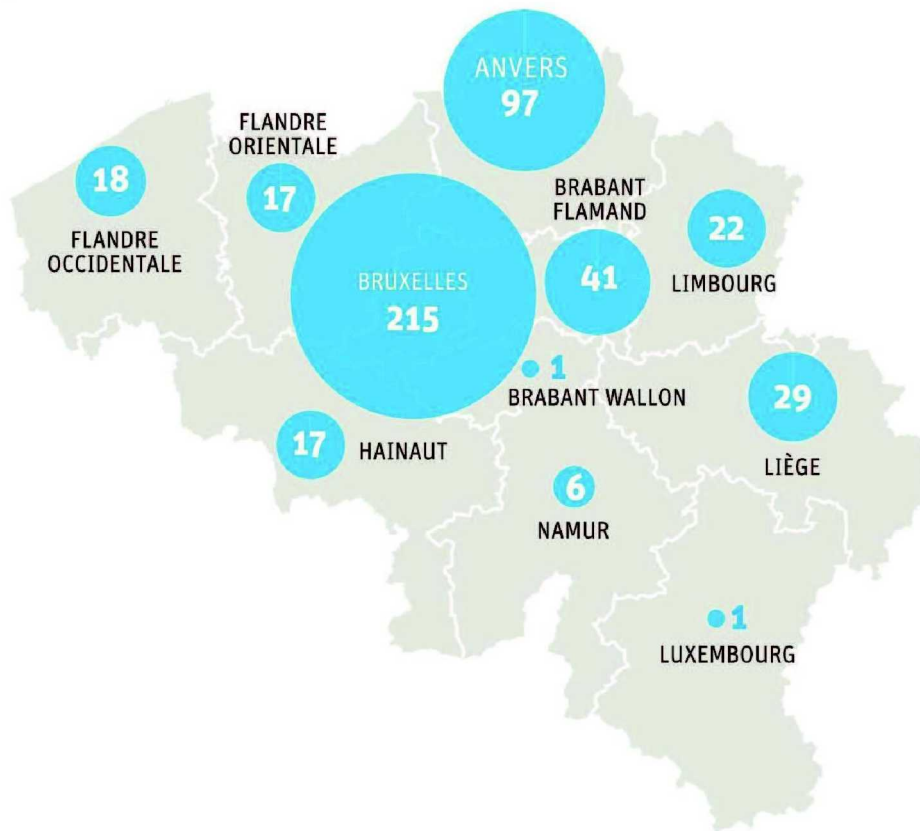 ANVERS
97
FLANDRE
ORIENTALE
17
18
FLANDRE
OCCIDENTALE
BRABANT
FLAMAND
41
22
LIMBOURG
BRUXELLES
215
1
BRABANT WALLON
29
LIÈGE
17
HAINAUT
6
NAMUR
1
LUXEMBOURG